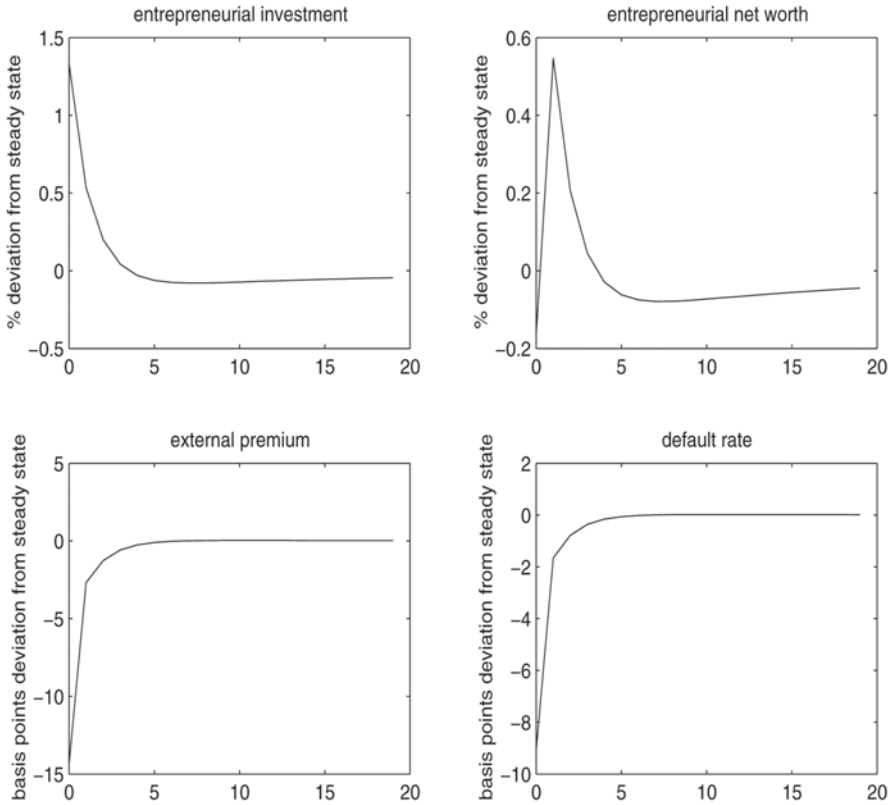 entrepreneurial investment
% deviation from steady state
1.5
1
0.5
0
−0.5
0 5 10 15 20
entrepreneurial net worth
% deviation from steady state
0.6
0.4
0.2
0
−0.2
0 5 10 15 20
external premium
basis points deviation from steady state
5
0
−5
−10
−15
0 5 10 15 20
default rate
basis points deviation from steady state
2
0
−2
−4
−6
−8
−10
0 5 10 15 20